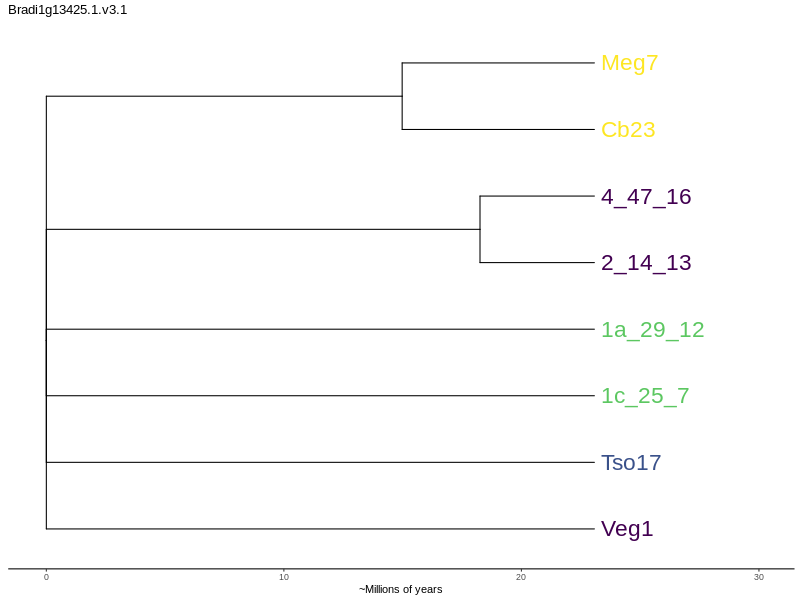 Bradi1g13425.1.v3.1
Meg7
Cb23
4_47_16
2_14_13
1a_29_12
1c_25_7
Tso17
Veg1
0 10 20 30
~Millions of years